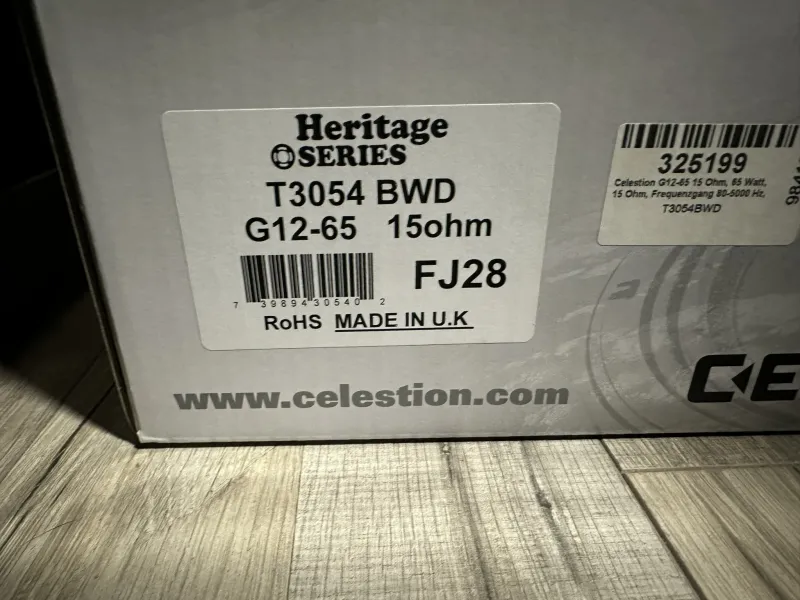 Heritage
SERIES
T3054 BWD
G12-65 15ohm
FJ28
7 39894 30540 2
RoHS MADE IN U.K
www.celestion.com
325199
Celestion G12-65 15 Ohm, 65 Watt,
15 Ohm, Frequenzgang 80-5000 Hz,
T3054BWD
CE